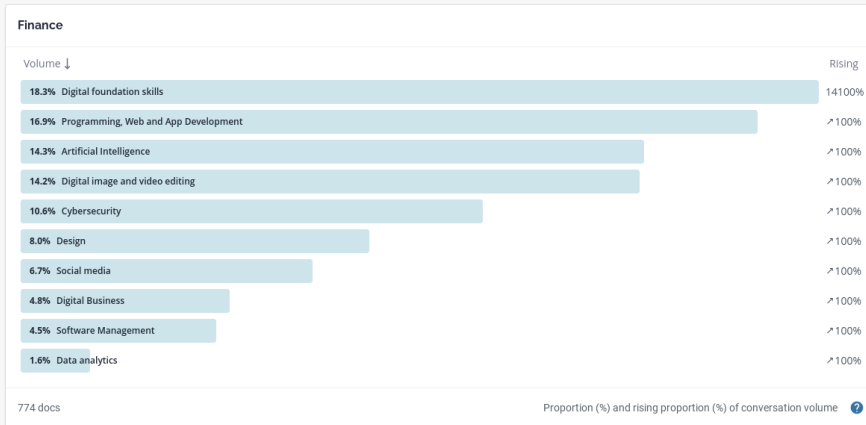 Finance
Volume ↓ Rising
18.3% Digital foundation skills 14100%
16.9% Programming, Web and App Development ↗100%
14.3% Artificial Intelligence ↗100%
14.2% Digital image and video editing ↗100%
10.6% Cybersecurity ↗100%
8.0% Design ↗100%
6.7% Social media ↗100%
4.8% Digital Business ↗100%
4.5% Software Management ↗100%
1.6% Data analytics ↗100%
774 docs Proportion (%) and rising proportion (%) of conversation volume ?